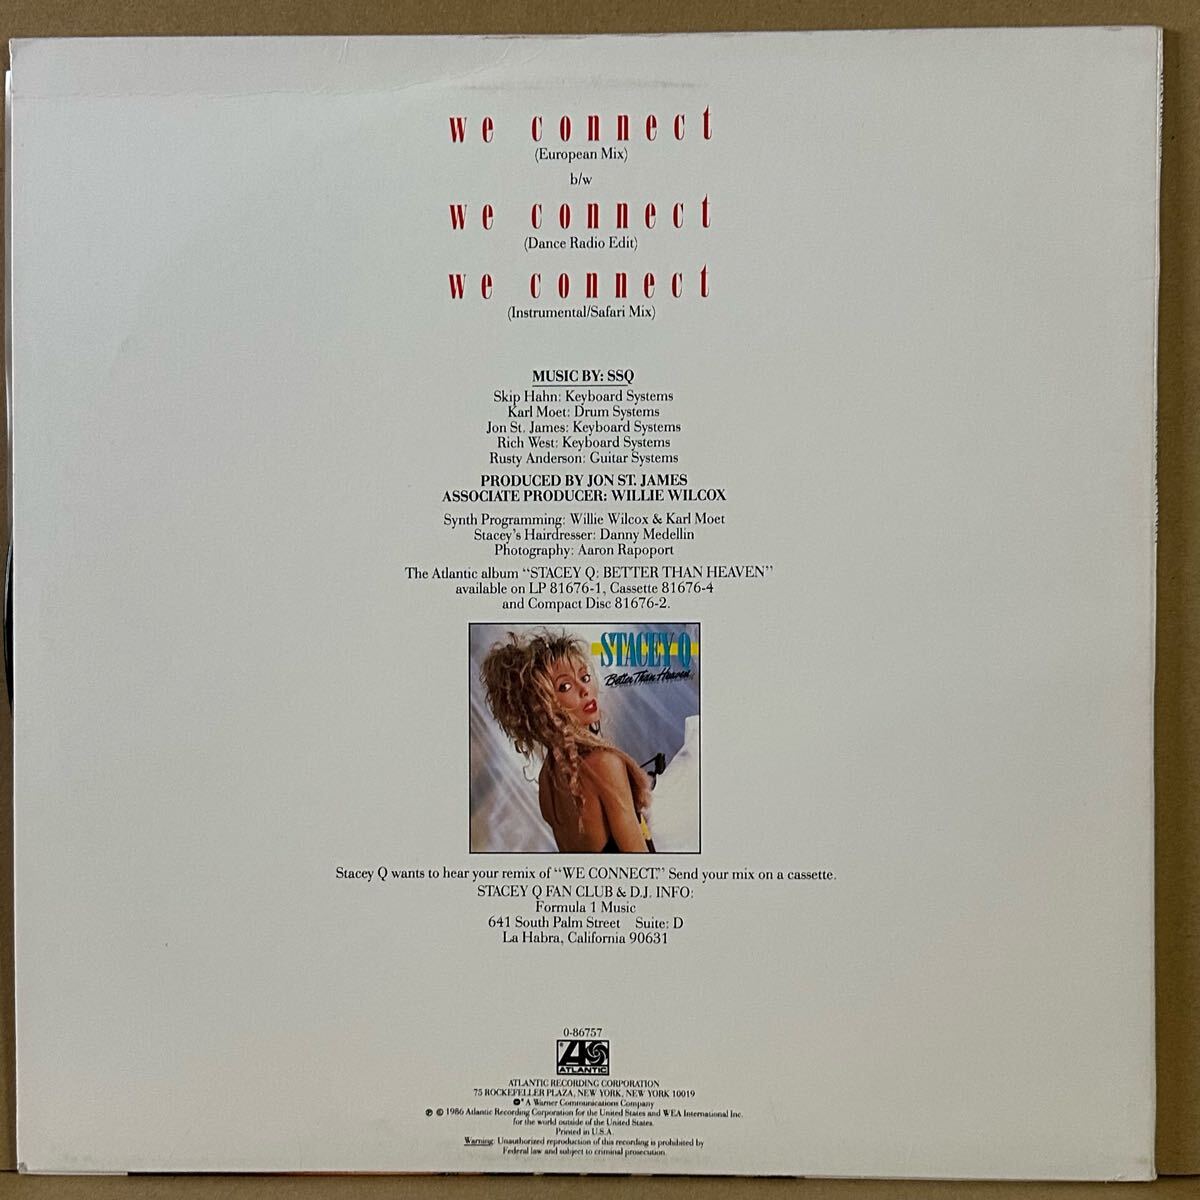 we connect
(European Mix)
b/w
we connect
(Dance Radio Edit)
we connect
(Instrumental/Safari Mix)
MUSIC BY: SSQ
Skip Hahn: Keyboard Systems
Karl Moet: Drum Systems
Jon St. James: Keyboard Systems
Rich West: Keyboard Systems
Rusty Anderson: Guitar Systems
PRODUCED BY JON ST. JAMES
ASSOCIATE PRODUCER: WILLIE WILCOX
Synth Programming: Willie Wilcox & Karl Moet
Stacey's Hairdresser: Danny Medellin
Photography: Aaron Rapoport
The Atlantic album "STACEY Q: BETTER THAN HEAVEN"
available on LP 81676-1, Cassette 81676-4
and Compact Disc 81676-2.
STACEY Q
Better Than Heaven
Stacey Q wants to hear your remix of "WE CONNECT." Send your mix on a cassette.
STACEY Q FAN CLUB & D.J. INFO:
Formula 1 Music
641 South Palm Street Suite: D
La Habra, California 90631
0-86757
ATLANTIC
ATLANTIC RECORDING CORPORATION
75 ROCKEFELLER PLAZA, NEW YORK, NEW YORK 10019
A Warner Communications Company
℗ © 1986 Atlantic Recording Corporation for the United States and WEA International Inc.
for the world outside of the United States.
Printed in U.S.A.
Warning: Unauthorized reproduction of this recording is prohibited by
Federal law and subject to criminal prosecution.